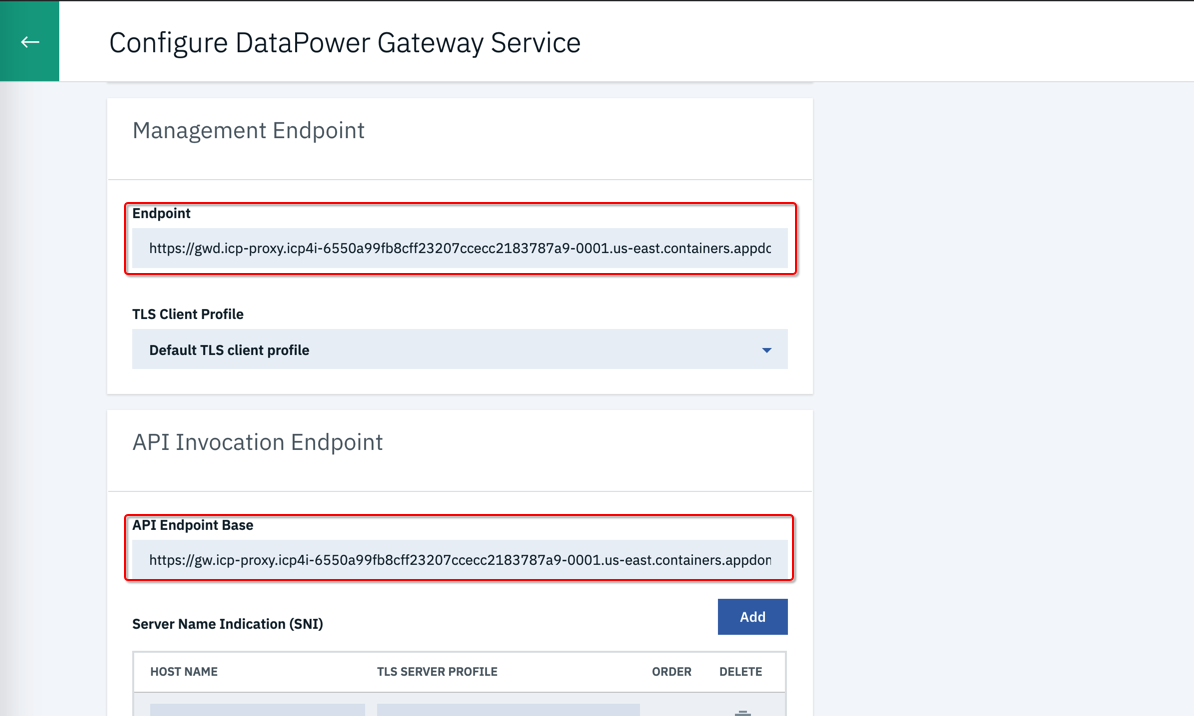 Configure DataPower Gateway Service
Management Endpoint
Endpoint
https://gwd.icp-proxy.icp4i-6550a99fb8cff23207ccecc2183787a9-0001.us-east.containers.appdo
TLS Client Profile
Default TLS client profile
API Invocation Endpoint
API Endpoint Base
https://gw.icp-proxy.icp4i-6550a99fb8cff23207ccecc2183787a9-0001.us-east.containers.appdon
Server Name Indication (SNI)
Add
HOST NAME TLS SERVER PROFILE ORDER DELETE